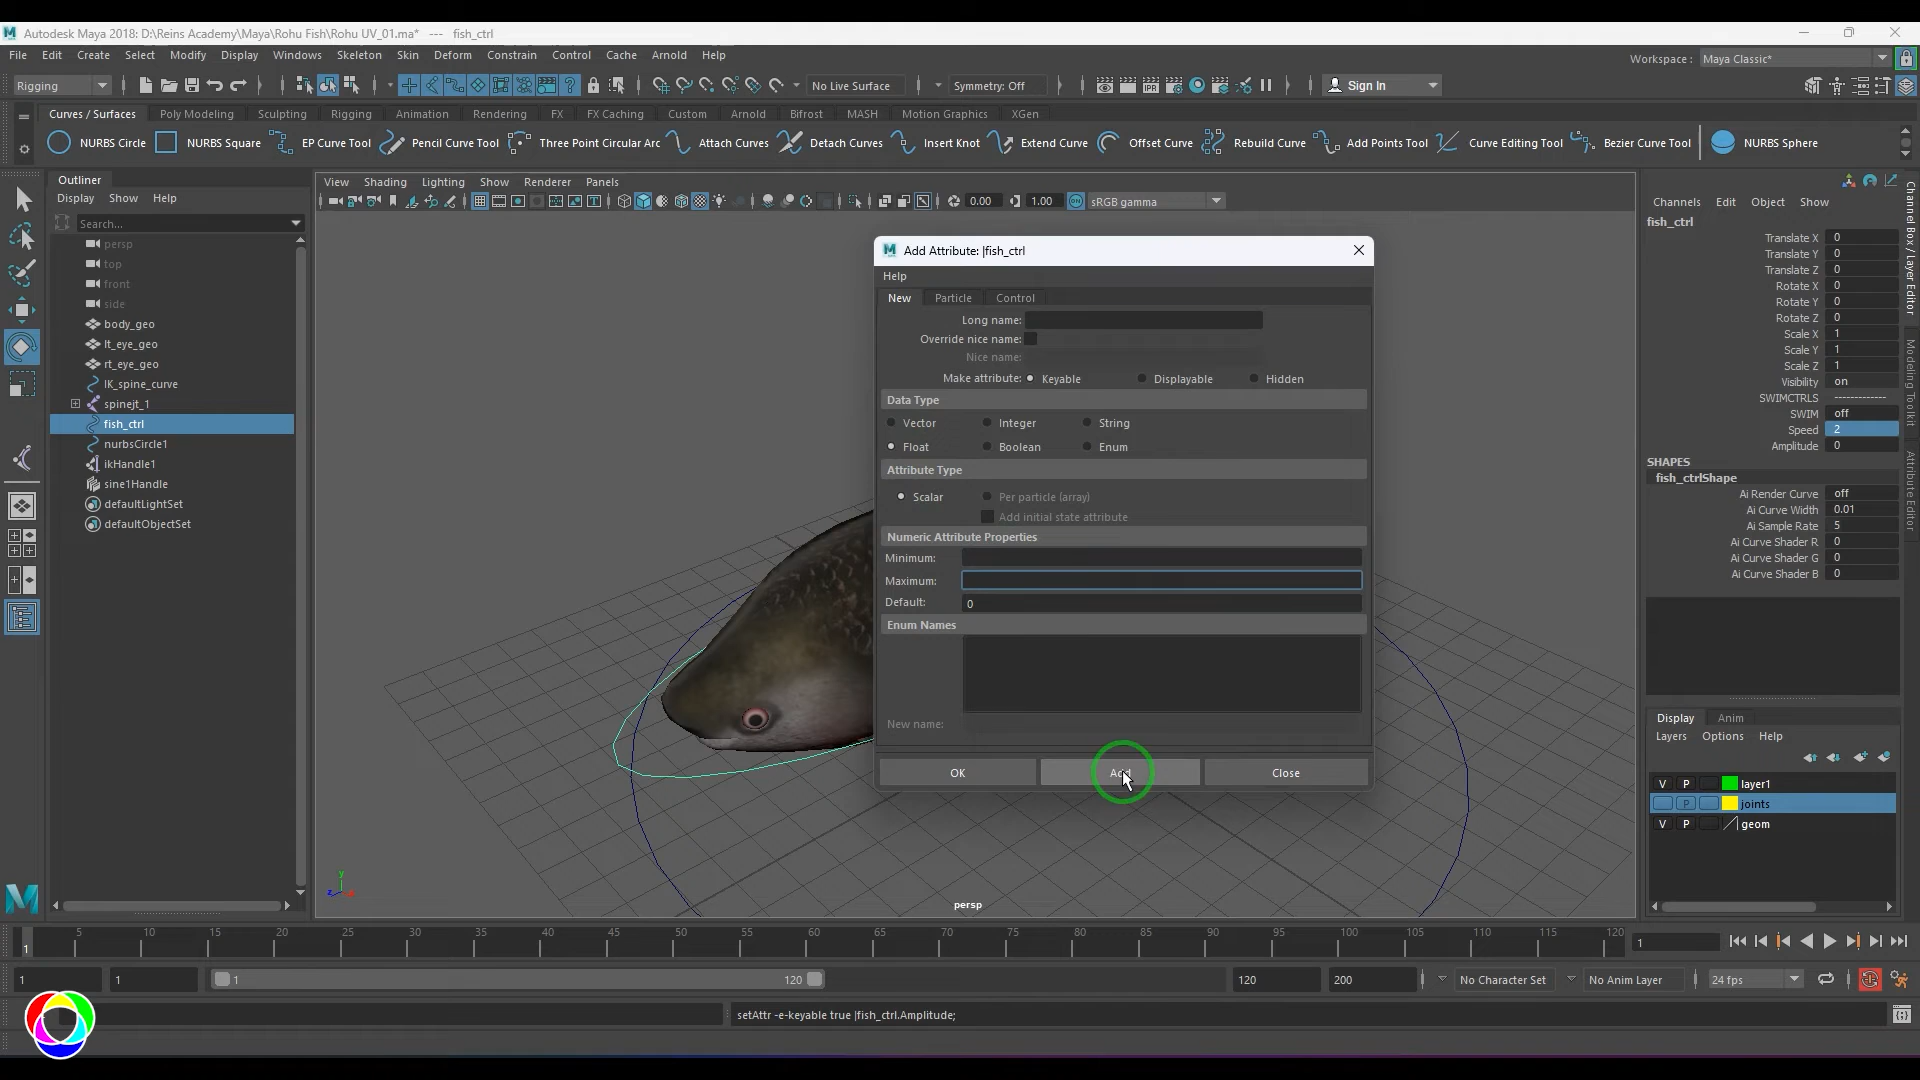 Autodesk Maya 2018: D:\Reins Academy\Maya\Rohu Fish\Rohu UV_01.ma* --- fish_ctrl
File Edit Create Select Modify Display Windows Skeleton Skin Deform Constrain Control Cache Arnold Help
Workspace : Maya Classic*
Rigging No Live Surface Symmetry: Off Sign In
Curves / Surfaces Poly Modeling Sculpting Rigging Animation Rendering FX FX Caching Custom Arnold Bifrost MASH Motion Graphics XGen
NURBS Circle NURBS Square EP Curve Tool Pencil Curve Tool Three Point Circular Arc Attach Curves Detach Curves Insert Knot Extend Curve Offset Curve Rebuild Curve Add Points Tool Curve Editing Tool Bezier Curve Tool NURBS Sphere
Outliner
Display Show Help
Search...
persp
top
front
side
body_geo
lt_eye_geo
rt_eye_geo
IK_spine_curve
spinejt_1
fish_ctrl
nurbsCircle1
ikHandle1
sine1Handle
defaultLightSet
defaultObjectSet
View Shading Lighting Show Renderer Panels
0.00 1.00 sRGB gamma
Add Attribute: |fish_ctrl
Help
New Particle Control
Long name:
Override nice name:
Nice name:
Make attribute: Keyable Displayable Hidden
Data Type
Vector Integer String
Float Boolean Enum
Attribute Type
Scalar Per particle (array)
Add initial state attribute
Numeric Attribute Properties
Minimum:
Maximum:
Default: 0
Enum Names
New name:
OK Add Close
persp
Channels Edit Object Show
fish_ctrl
Translate X 0
Translate Y 0
Translate Z 0
Rotate X 0
Rotate Y 0
Rotate Z 0
Scale X 1
Scale Y 1
Scale Z 1
Visibility on
SWIMCTRLS -------------
SWIM off
Speed 2
Amplitude 0
SHAPES
fish_ctrlShape
Ai Render Curve off
Ai Curve Width 0.01
Ai Sample Rate 5
Ai Curve Shader R 0
Ai Curve Shader G 0
Ai Curve Shader B 0
Channel Box / Layer Editor
Modeling Toolkit
Attribute Editor
Display Anim
Layers Options Help
V P layer1
P joints
V P geom
5 10 15 20 25 30 35 40 45 50 55 60 65 70 75 80 85 90 95 100 105 110 115 120
1 1
1 1 1 120 120 200 No Character Set No Anim Layer 24 fps
setAttr -e-keyable true |fish_ctrl.Amplitude;